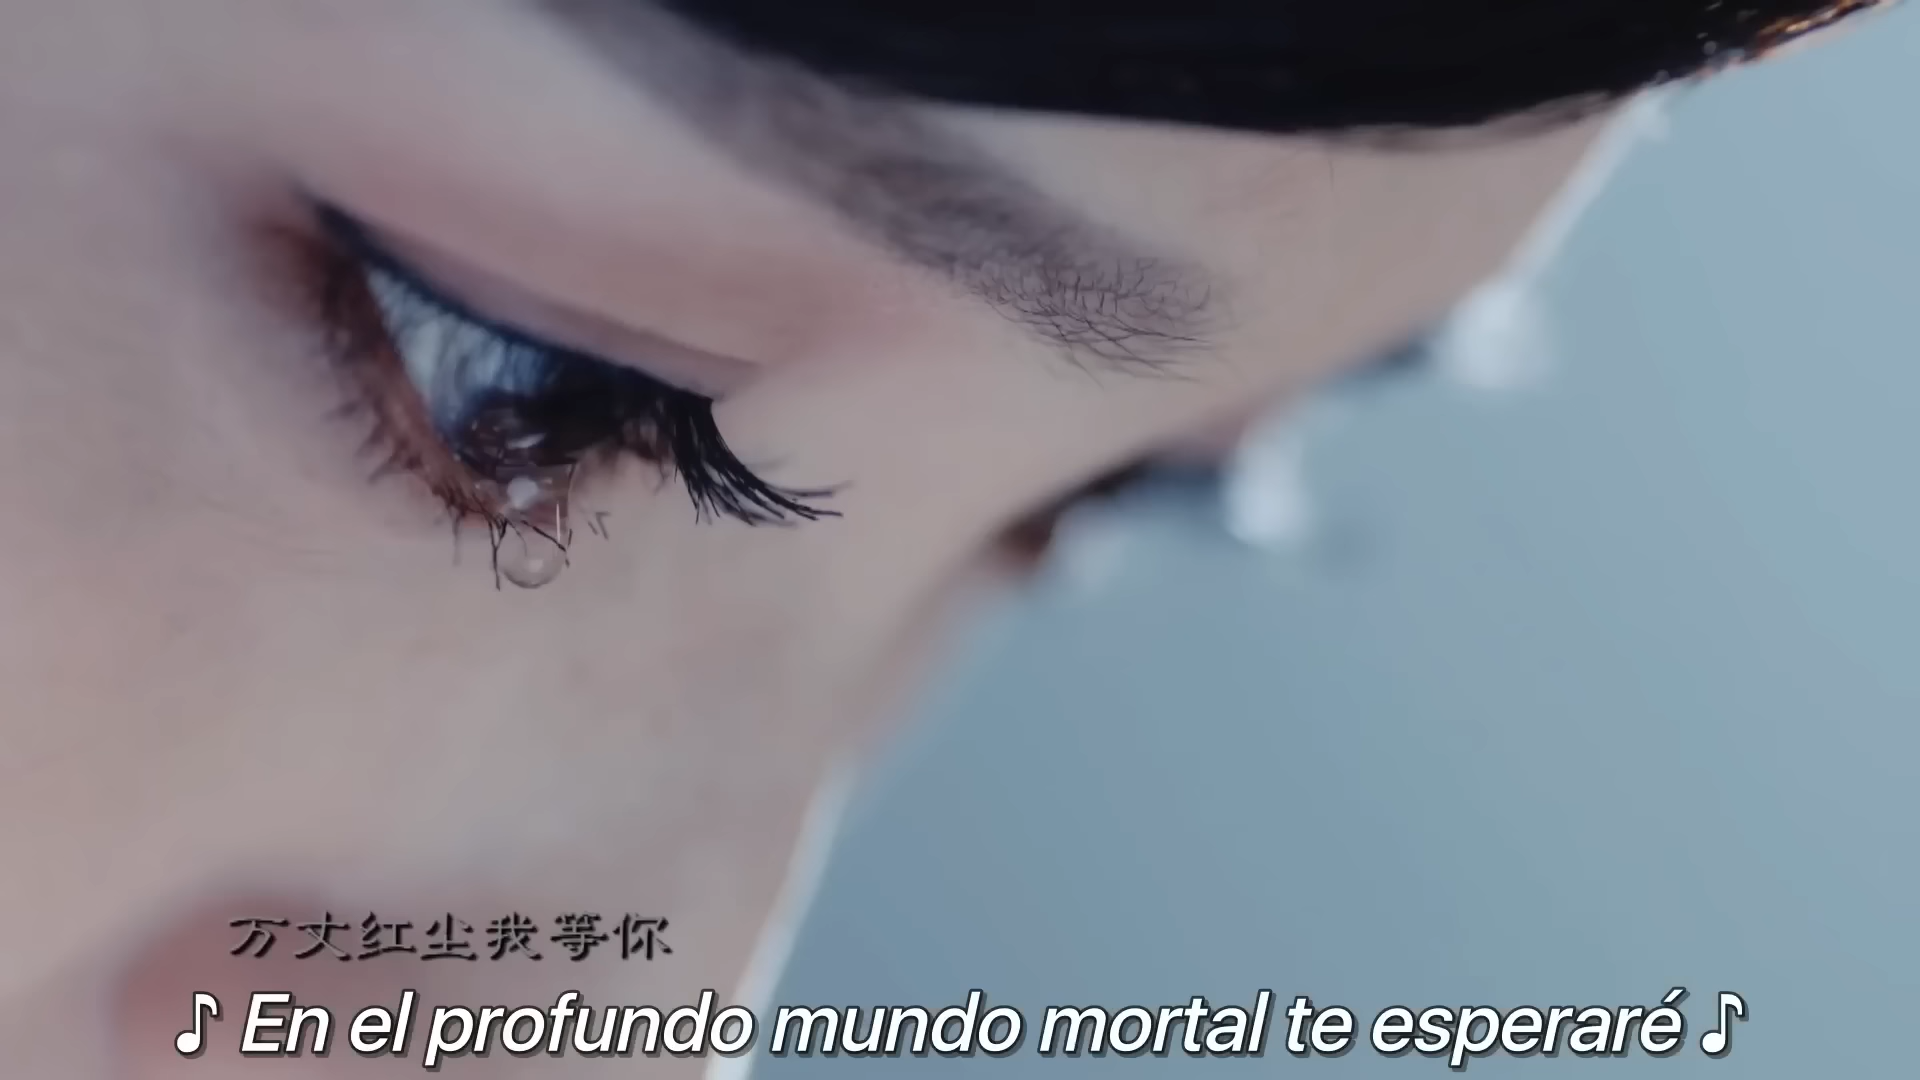 万丈红尘我等你
♪ En el profundo mundo mortal te esperaré ♪